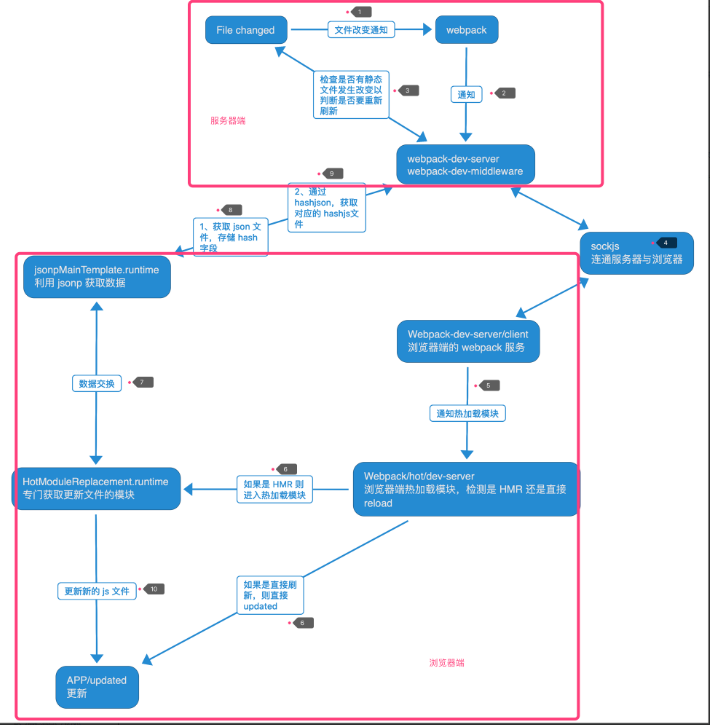 1
File changed
文件改变通知
webpack
检查是否有静态
文件发生改变以
判断是否要重新
刷新
3
通知
2
服务器端
webpack-dev-server
webpack-dev-middleware
9
2、通过
hashjson，获取
对应的 hashjs文
件
8
1、获取 json 文
件，存储 hash
字段
sockjs
4
连通服务器与浏览器
jsonpMainTemplate.runtime
利用 jsonp 获取数据
Webpack-dev-server/client
浏览器端的 webpack 服务
数据交换
7
5
通知热加载模块
HotModuleReplacement.runtime
专门获取更新文件的模块
6
如果是 HMR 则
进入热加载模块
Webpack/hot/dev-server
浏览器端热加载模块，检测是 HMR 还是直接
reload
更新新的 js 文件
10
如果是直接刷
新，则直接
updated
6
APP/updated
更新
浏览器端